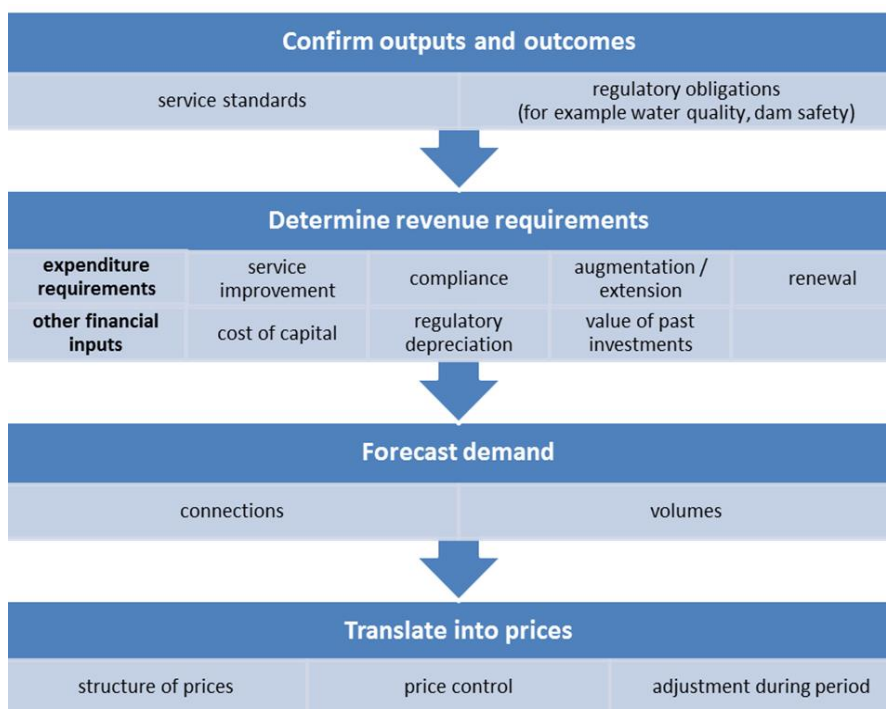 Confirm outputs and outcomes
service standards
regulatory obligations
(for example water quality, dam safety)
Determine revenue requirements
expenditure
requirements
service
improvement
compliance
augmentation /
extension
renewal
other financial
inputs
cost of capital
regulatory
depreciation
value of past
investments
Forecast demand
connections
volumes
Translate into prices
structure of prices
price control
adjustment during period